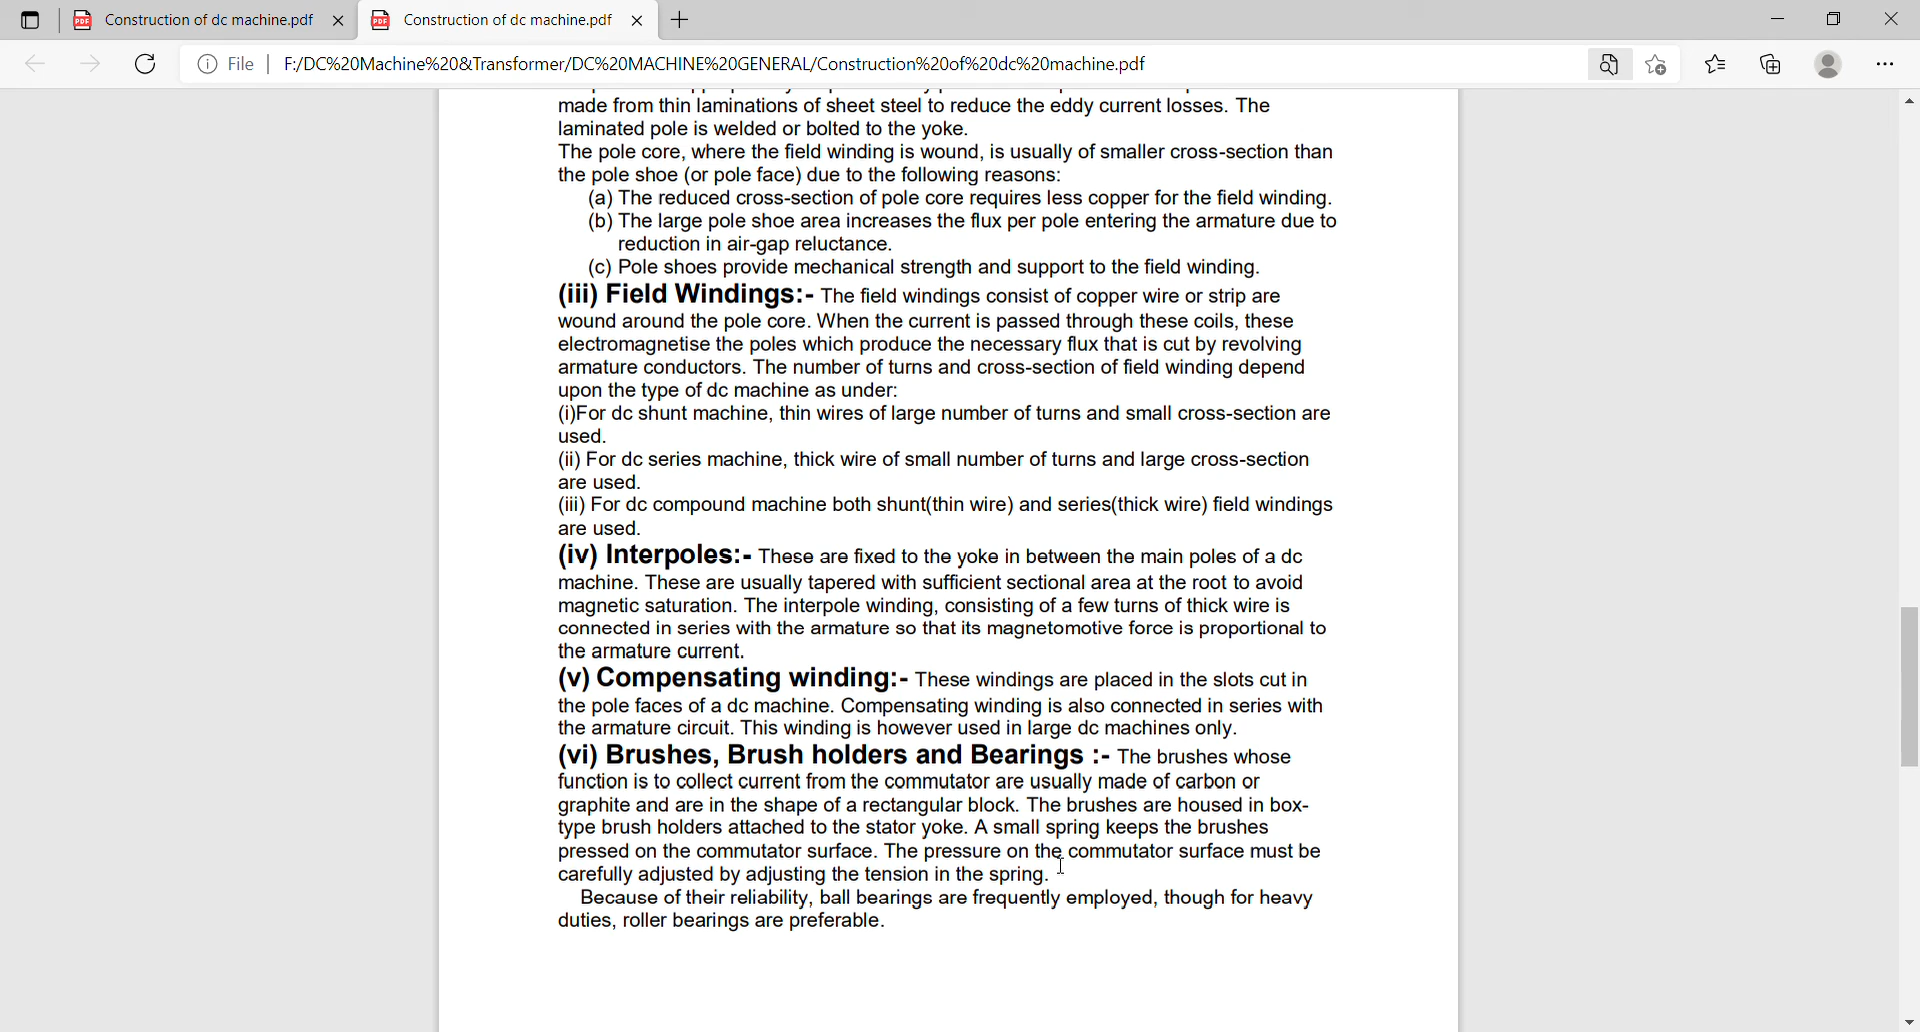 Construction of dc machine.pdf
Construction of dc machine.pdf
File
F:/DC%20Machine%20&Transformer/DC%20MACHINE%20GENERAL/Construction%20of%20dc%20machine.pdf
made from thin laminations of sheet steel to reduce the eddy current losses. The
laminated pole is welded or bolted to the yoke.
The pole core, where the field winding is wound, is usually of smaller cross-section than
the pole shoe (or pole face) due to the following reasons:
(a) The reduced cross-section of pole core requires less copper for the field winding.
(b) The large pole shoe area increases the flux per pole entering the armature due to
reduction in air-gap reluctance.
(c) Pole shoes provide mechanical strength and support to the field winding.
(iii) Field Windings:- The field windings consist of copper wire or strip are
wound around the pole core. When the current is passed through these coils, these
electromagnetise the poles which produce the necessary flux that is cut by revolving
armature conductors. The number of turns and cross-section of field winding depend
upon the type of dc machine as under:
(i)For dc shunt machine, thin wires of large number of turns and small cross-section are
used.
(ii) For dc series machine, thick wire of small number of turns and large cross-section
are used.
(iii) For dc compound machine both shunt(thin wire) and series(thick wire) field windings
are used.
(iv) Interpoles:- These are fixed to the yoke in between the main poles of a dc
machine. These are usually tapered with sufficient sectional area at the root to avoid
magnetic saturation. The interpole winding, consisting of a few turns of thick wire is
connected in series with the armature so that its magnetomotive force is proportional to
the armature current.
(v) Compensating winding:- These windings are placed in the slots cut in
the pole faces of a dc machine. Compensating winding is also connected in series with
the armature circuit. This winding is however used in large dc machines only.
(vi) Brushes, Brush holders and Bearings :- The brushes whose
function is to collect current from the commutator are usually made of carbon or
graphite and are in the shape of a rectangular block. The brushes are housed in box-
type brush holders attached to the stator yoke. A small spring keeps the brushes
pressed on the commutator surface. The pressure on the commutator surface must be
carefully adjusted by adjusting the tension in the spring.
Because of their reliability, ball bearings are frequently employed, though for heavy
duties, roller bearings are preferable.